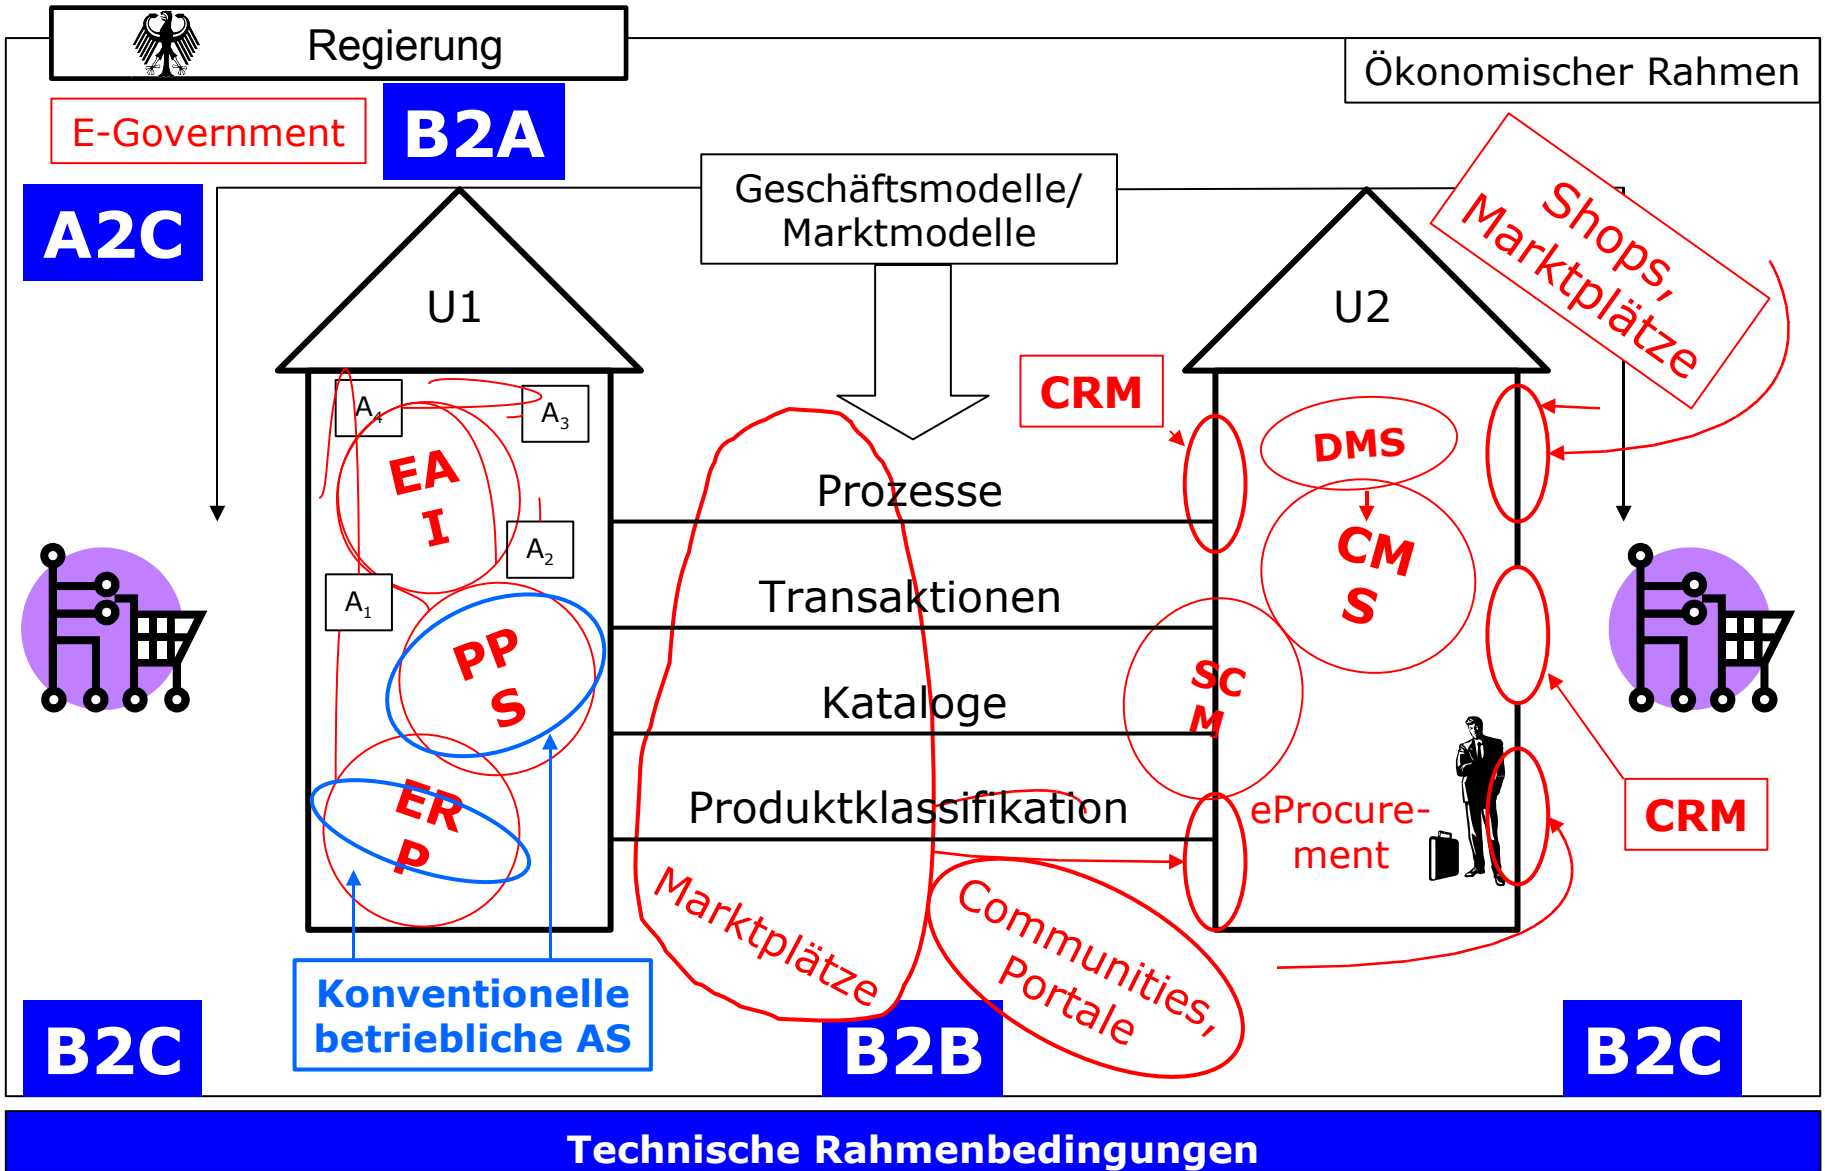 Regierung
Ökonomischer Rahmen
E-Government
B2A
A2C
Geschäftsmodelle/
Marktmodelle
Shops,
Marktplätze
U1
U2
CRM
A4
A3
EA
I
DMS
Prozesse
A2
CM
S
A1
Transaktionen
PP
S
SC
M
Kataloge
ER
P
Produktklassifikation
eProcure-
ment
CRM
Marktplätze
Communities,
Portale
Konventionelle
betriebliche AS
B2C
B2B
B2C
Technische Rahmenbedingungen